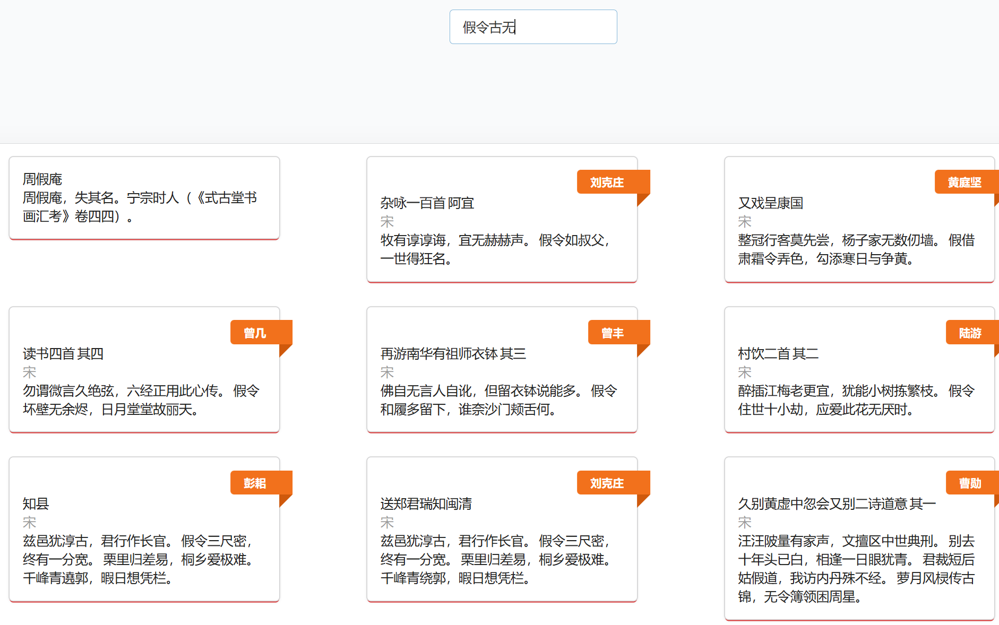 假令古无
周假庵
周假庵，失其名。宁宗时人（《式古堂书
画汇考》卷四四）。
刘克庄
杂咏一百首 阿宜
宋
牧有谆谆诲，宜无赫赫声。 假令如叔父，
一世得狂名。
黄庭坚
又戏呈康国
宋
整冠行客莫先尝，杨子家无数仞墙。 假借
肃霜令弄色，勾添寒日与争黄。
曾几
读书四首 其四
宋
勿谓微言久绝弦，六经正用此心传。 假令
坏壁无余烬，日月堂堂故丽天。
曾丰
再游南华有祖师衣钵 其三
宋
佛自无言人自讹，但留衣钵说能多。 假令
和履多留下，谁奈沙门颊舌何。
陆游
村饮二首 其二
宋
醉插江梅老更宜，犹能小树拣繁枝。 假令
住世十小劫，应爱此花无厌时。
彭耜
知县
宋
兹邑犹淳古，君行作长官。 假令三尺密，
终有一分宽。 栗里归差易，桐乡爱极难。
千峰青遶郭，暇日想凭栏。
刘克庄
送郑君瑞知闽清
宋
兹邑犹淳古，君行作长官。 假令三尺密，
终有一分宽。 栗里归差易，桐乡爱极难。
千峰青绕郭，暇日想凭栏。
曹勋
久别黄虚中忽会又别二诗道意 其一
宋
汪汪陂量有家声，文擅区中世典刑。 别去
十年头已白，相逢一日眼犹青。 君裁短后
姑假道，我访内丹殊不经。 萝月风棂传古
锦，无令簿领困周星。